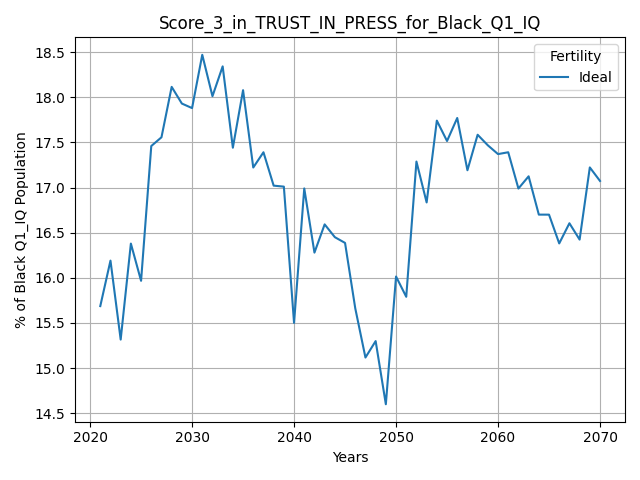 Score_3_in_TRUST_IN_PRESS_for_Black_Q1_IQ
Fertility
Ideal
% of Black Q1_IQ Population
18.5
18.0
17.5
17.0
16.5
16.0
15.5
15.0
14.5
2020 2030 2040 2050 2060 2070
Years